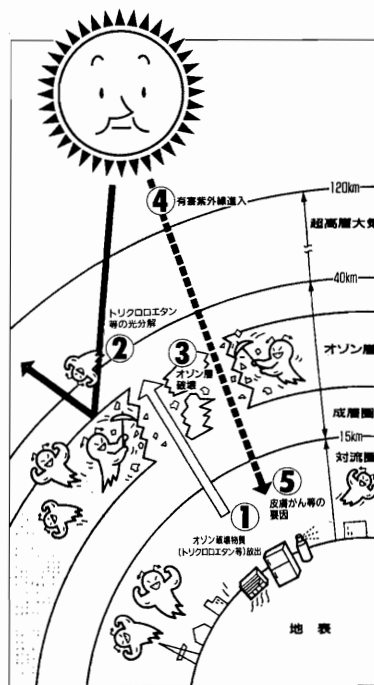 ④ 有害紫外線進入
120km
超高層大気
40km
トリクロロエタン
等の光分解
②
③
オゾン層
破壊
オゾン層
成層圏
15km
対流圏
⑤
皮膚がん等の
要因
①
オゾン破壊物質
(トリクロロエタン等)放出
地表